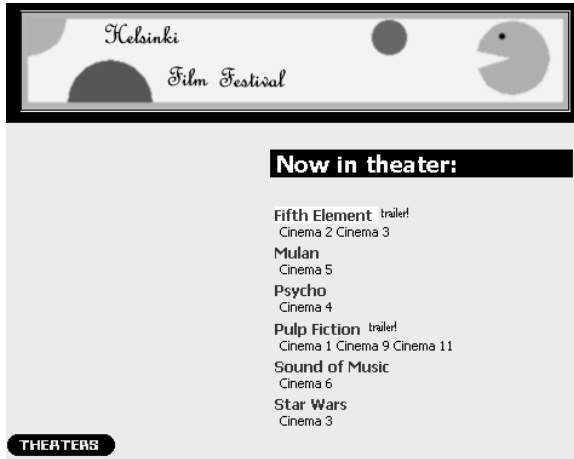 Helsinki
Film Festival
Now in theater:
Fifth Element trailer!
Cinema 2 Cinema 3
Mulan
Cinema 5
Psycho
Cinema 4
Pulp Fiction trailer!
Cinema 1 Cinema 9 Cinema 11
Sound of Music
Cinema 6
Star Wars
Cinema 3
THEATERS